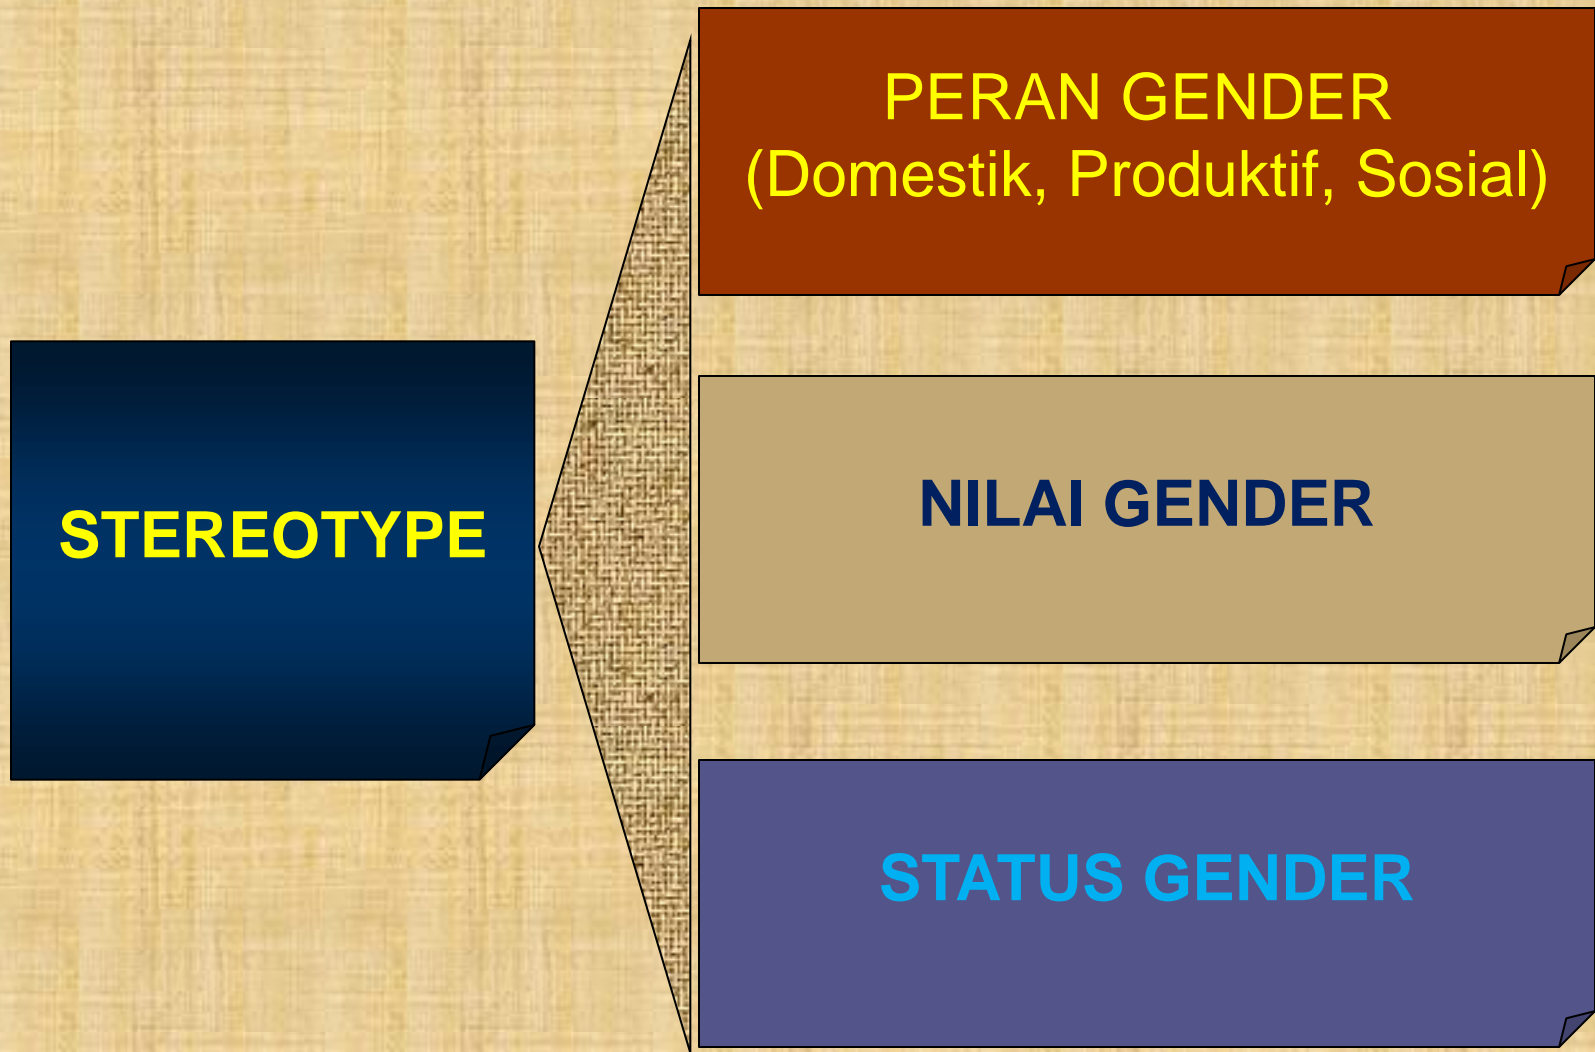 STEREOTYPE
PERAN GENDER
(Domestik, Produktif, Sosial)
NILAI GENDER
STATUS GENDER